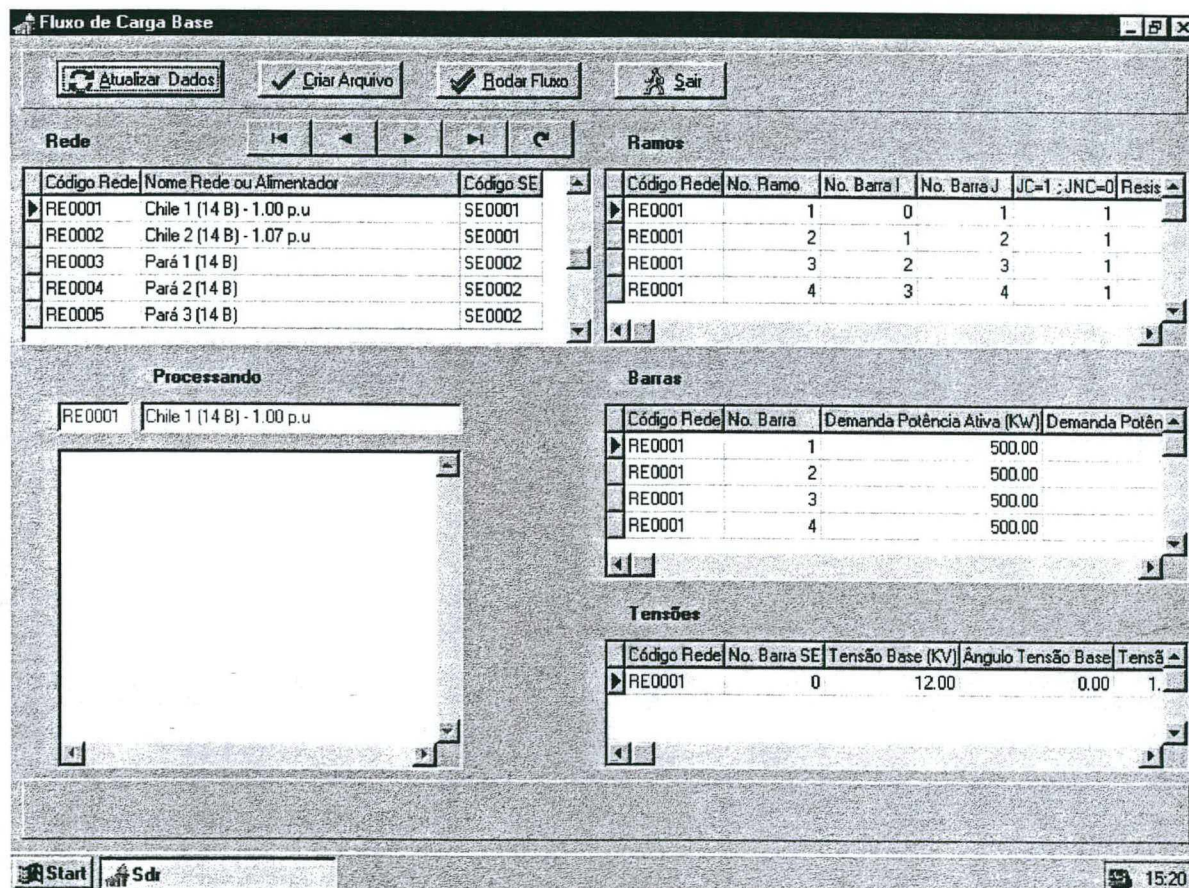 Fluxo de Carga Base
Atualizar Dados Criar Arquivo Rodar Fluxo Sair
Rede
Código Rede Nome Rede ou Alimentador Código SE
RE0001 Chile 1 (14 B) - 1.00 p.u SE0001
RE0002 Chile 2 (14 B) - 1.07 p.u SE0001
RE0003 Pará 1 (14 B) SE0002
RE0004 Pará 2 (14 B) SE0002
RE0005 Pará 3 (14 B) SE0002
Ramos
Código Rede No. Ramo No. Barra I No. Barra J JC=1 ; JNC=0 Resis
RE0001 1 0 1 1
RE0001 2 1 2 1
RE0001 3 2 3 1
RE0001 4 3 4 1
Processando
RE0001 Chile 1 (14 B) - 1.00 p.u
Barras
Código Rede No. Barra Demanda Potência Ativa (KW) Demanda Potên
RE0001 1 500.00
RE0001 2 500.00
RE0001 3 500.00
RE0001 4 500.00
Tensões
Código Rede No. Barra SE Tensão Base (KV) Ângulo Tensão Base Tensã
RE0001 0 12.00 0.00 1.
Start Sdr 15:20